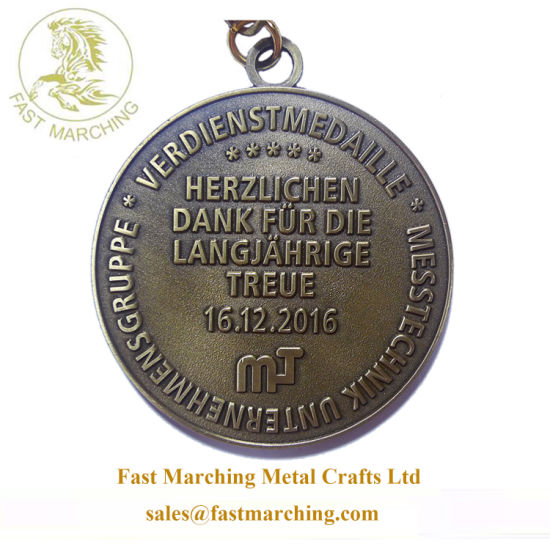 FAST MARCHING
* VERDIENSTMEDAILLE * MESSTECHNIK UNTERNEHMENSGRUPPE
* * * * *
HERZLICHEN
DANK FÜR DIE
LANGJÄHRIGE
TREUE
16.12.2016
MT
Fast Marching Metal Crafts Ltd
sales@fastmarching.com